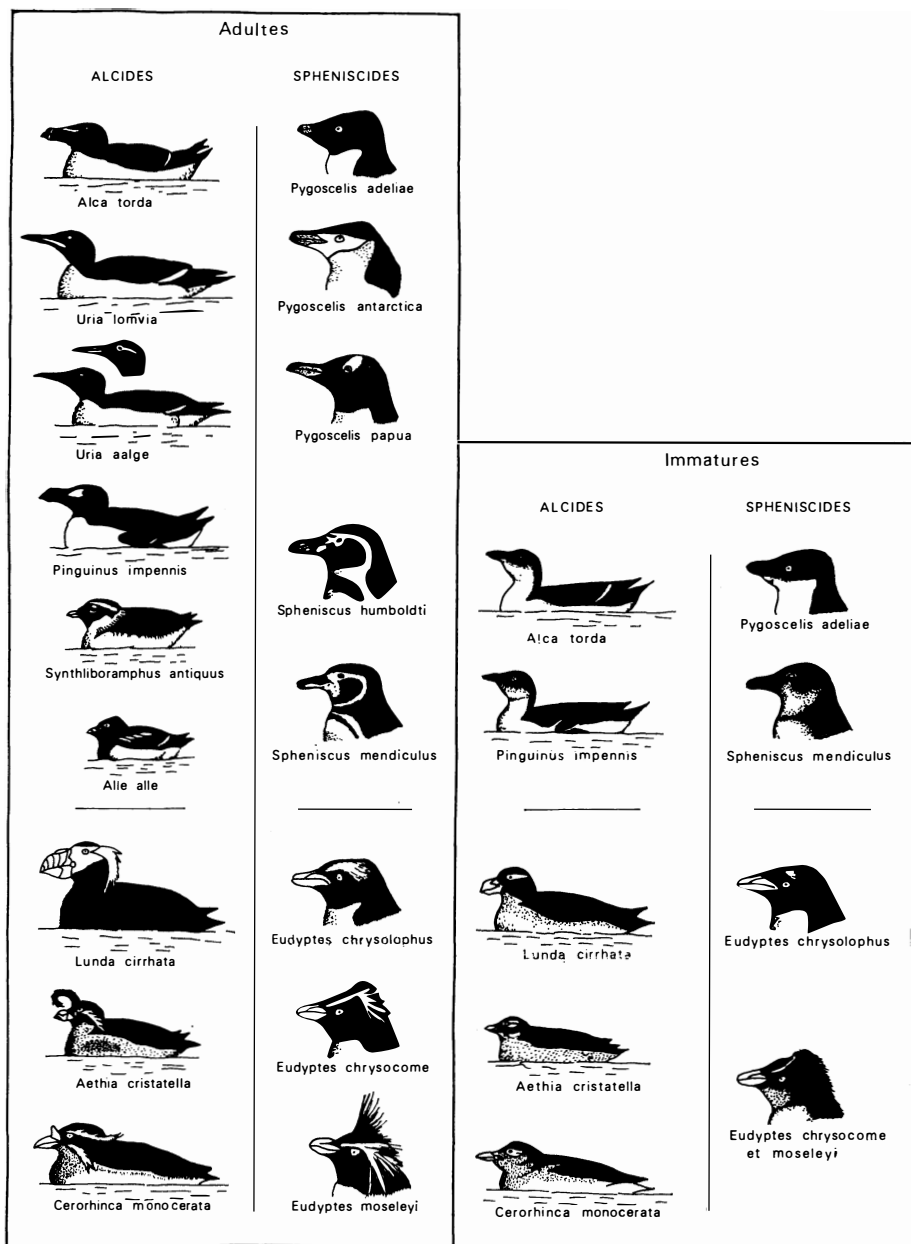 Adultes
ALCIDES
SPHENISCIDES
Alca torda
Pygoscelis adeliae
Uria lomvia
Pygoscelis antarctica
Uria aalge
Pygoscelis papua
Pinguinus impennis
Spheniscus humboldti
Synthliboramphus antiquus
Spheniscus mendiculus
Alle alle
Lunda cirrhata
Eudyptes chrysolophus
Aethia cristatella
Eudyptes chrysocome
Cerorhinca monocerata
Eudyptes moseleyi
Immatures
ALCIDES
SPHENISCIDES
Alca torda
Pygoscelis adeliae
Pinguinus impennis
Spheniscus mendiculus
Lunda cirrhata
Eudyptes chrysolophus
Aethia cristatella
Eudyptes chrysocome
et moseleyi
Cerorhinca monocerata